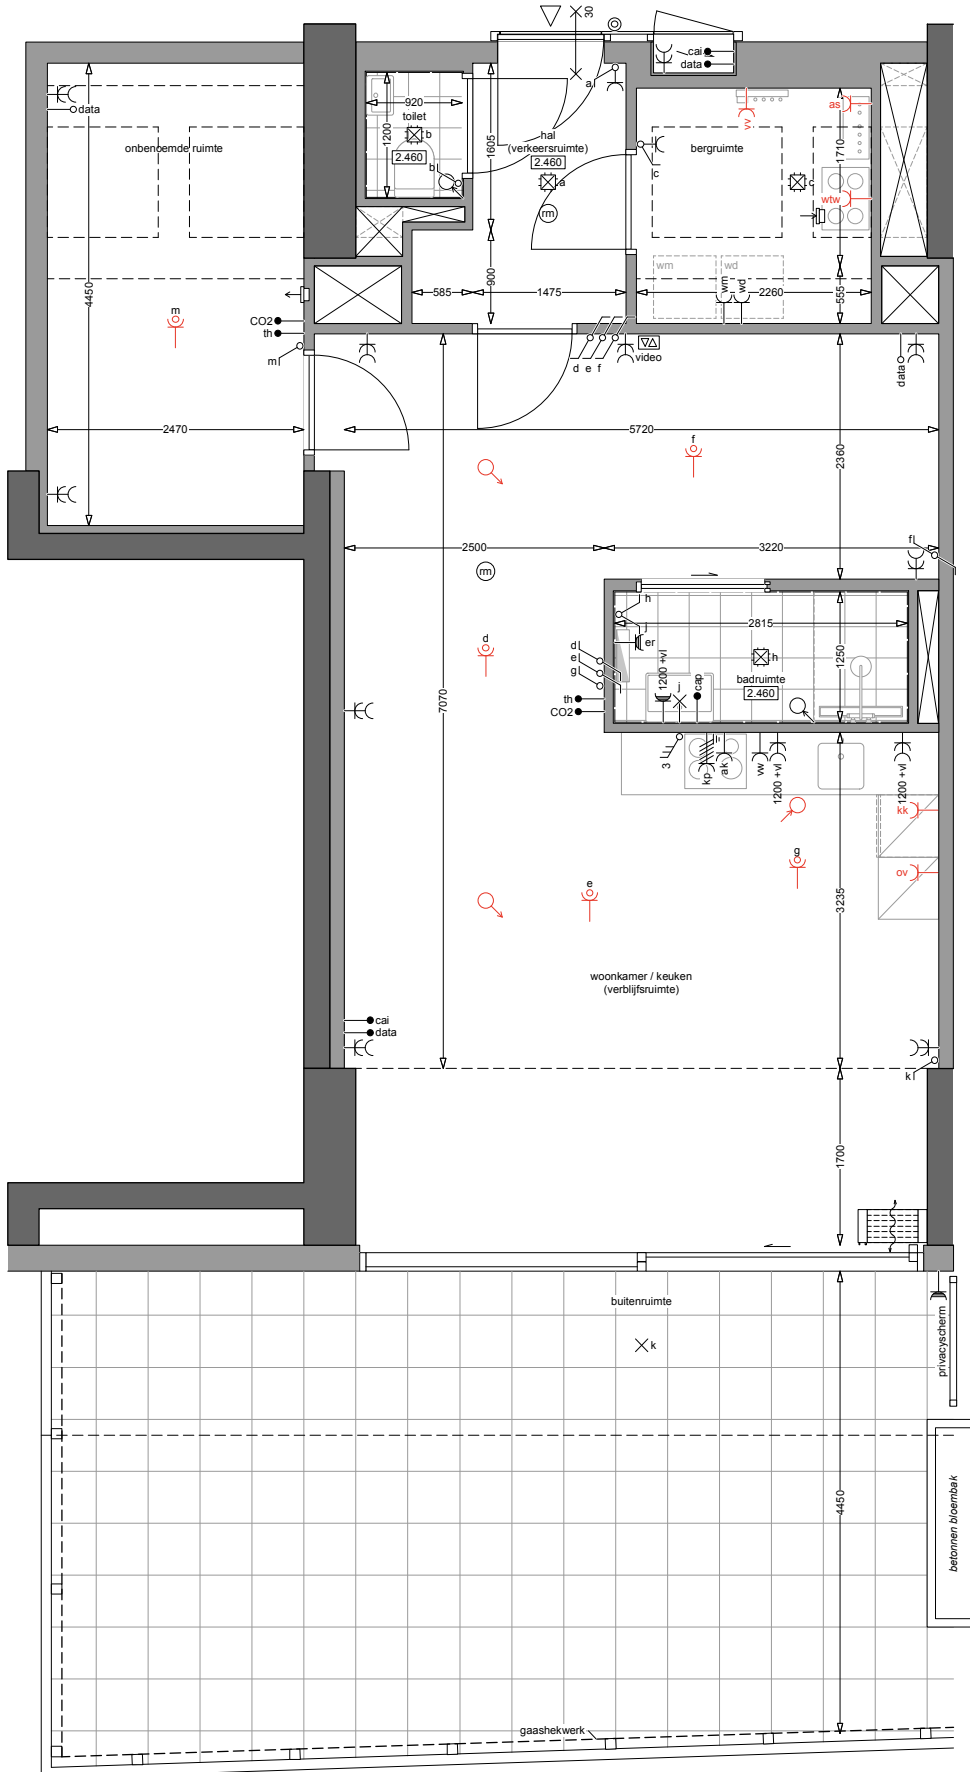 30
cai
data
a
as
vv
data
920
toilet
b
2.460
1200
b
onbenoemde ruimte
1605
hal
(verkeersruimte)
2.460
a
rm
c
bergruimte
1710
c
wtw
wm
wd
wm
wd
585
900
1475
2260
555
4450
m
CO2
th
m
d e f
video
data
2470
5720
f
2360
2500
3220
f
rm
d
h
j
er
2815
1250
h
badruimte
2.460
1200 +vl
j
cap
d
e
g
th
CO2
7070
3
kp
ak
vw
1200 +vl
1200 +vl
kk
ov
g
e
3235
woonkamer / keuken
(verblijfsruimte)
cai
data
k
1700
buitenruimte
k
privacyscherm
4450
betonnen bloembak
gaashekwerk